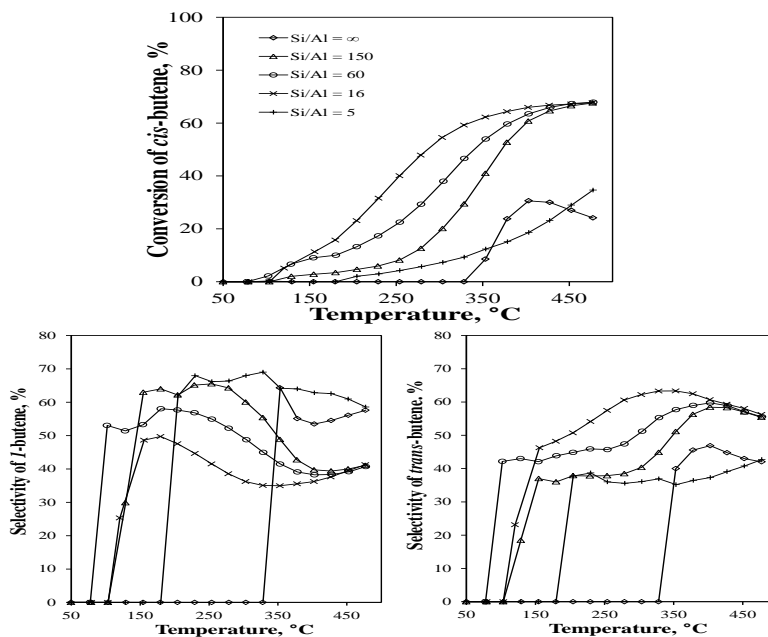 100
80
60
40
20
0
Conversion of cis-butene, %
Si/Al = ∞
Si/Al = 150
Si/Al = 60
Si/Al = 16
Si/Al = 5
50 150 250 350 450
Temperature, °C
80
70
60
50
40
30
20
10
0
Selectivity of 1-butene, %
50 150 250 350 450
Temperature, °C
80
70
60
50
40
30
20
10
0
Selectivity of trans-butene. %
50 150 250 350 450
Temperature, °C